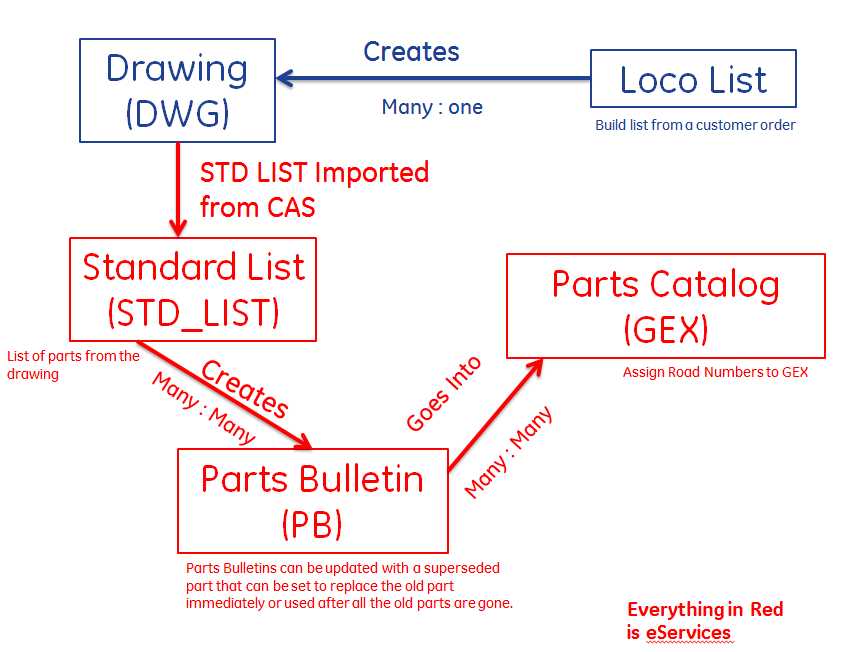 Drawing
(DWG)
Creates
Many : one
Loco List
Build list from a customer order
STD LIST Imported
from CAS
Standard List
(STD_LIST)
List of parts from the
drawing
Creates
Many : Many
Parts Catalog
(GEX)
Assign Road Numbers to GEX
Goes Into
Many : Many
Parts Bulletin
(PB)
Parts Bulletins can be updated with a superseded
part that can be set to replace the old part
immediately or used after all the old parts are gone.
Everything in Red
is eServices